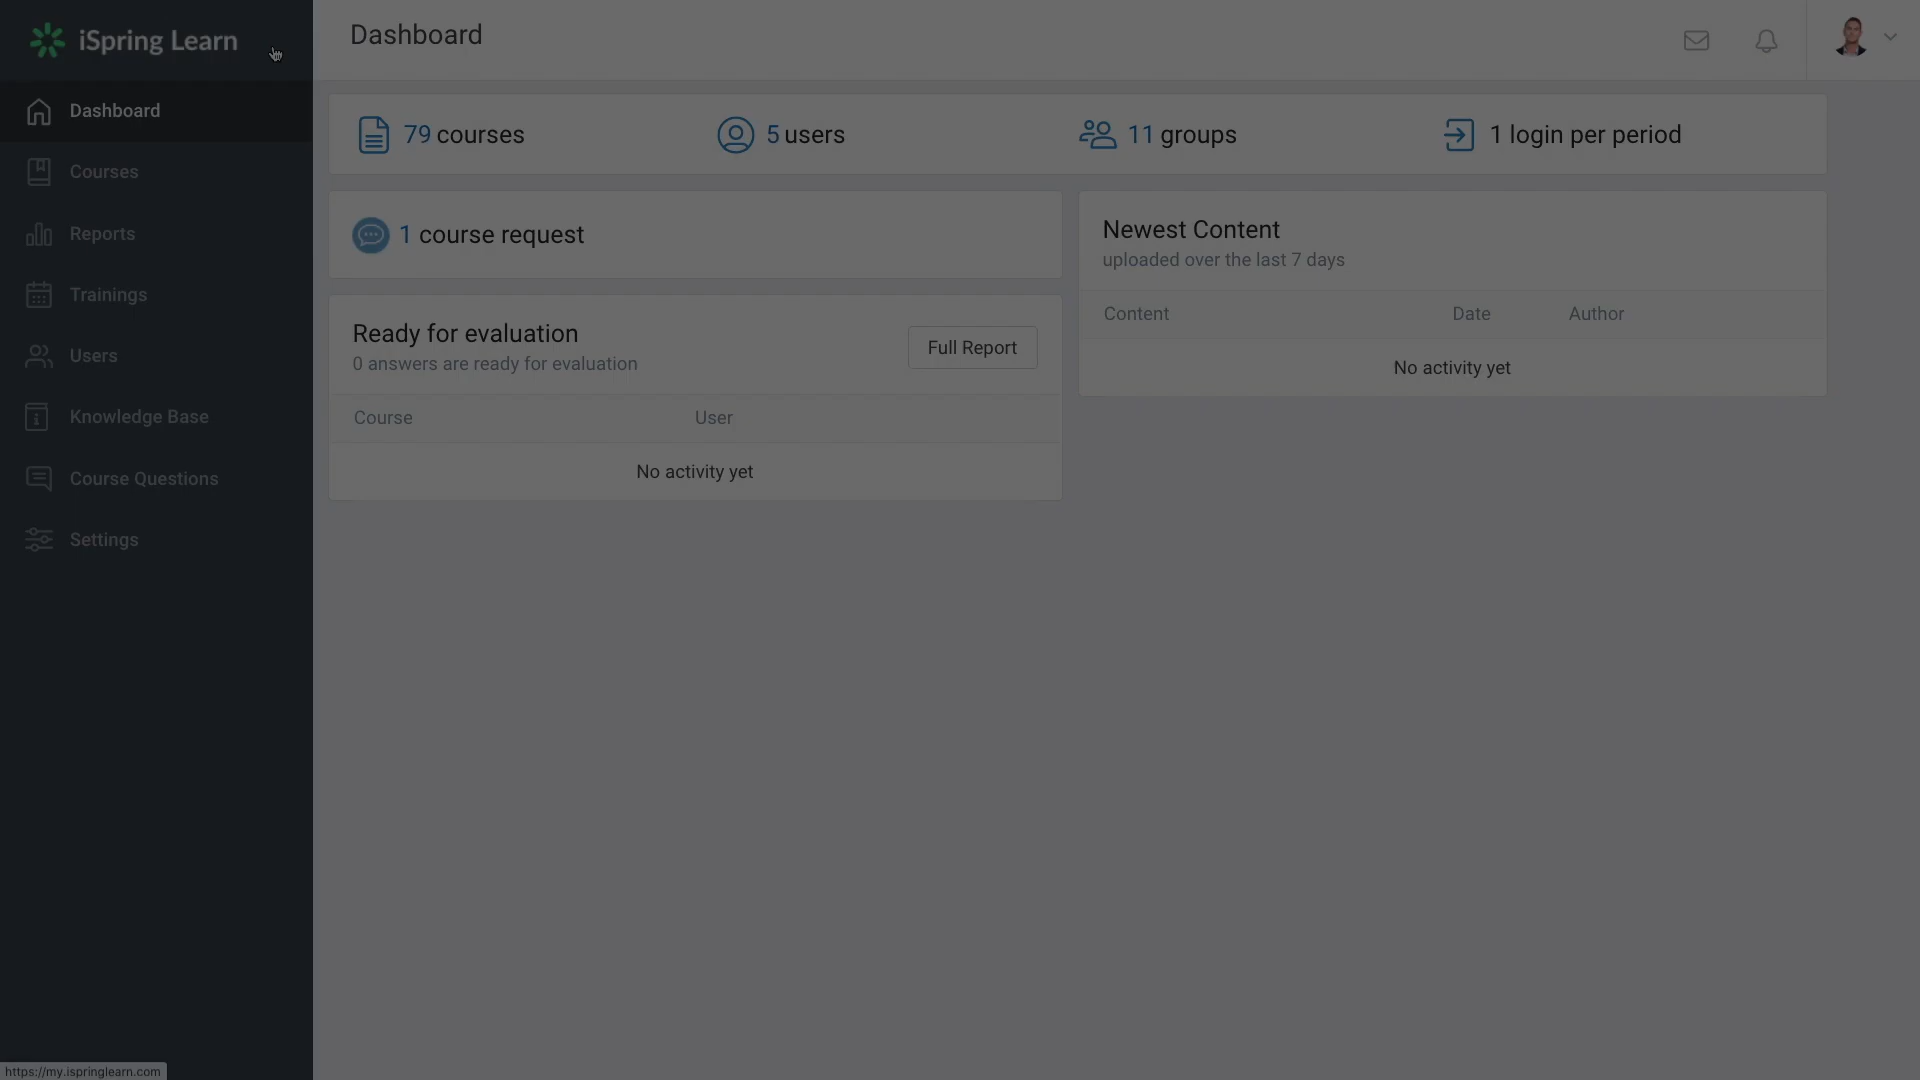 iSpring Learn
Dashboard
Dashboard
Courses
Reports
Trainings
Users
Knowledge Base
Course Questions
Settings
79 courses
5 users
11 groups
1 login per period
1 course request
Ready for evaluation
0 answers are ready for evaluation
Full Report
Course User
No activity yet
Newest Content
uploaded over the last 7 days
Content Date Author
No activity yet
https://my.ispringlearn.com